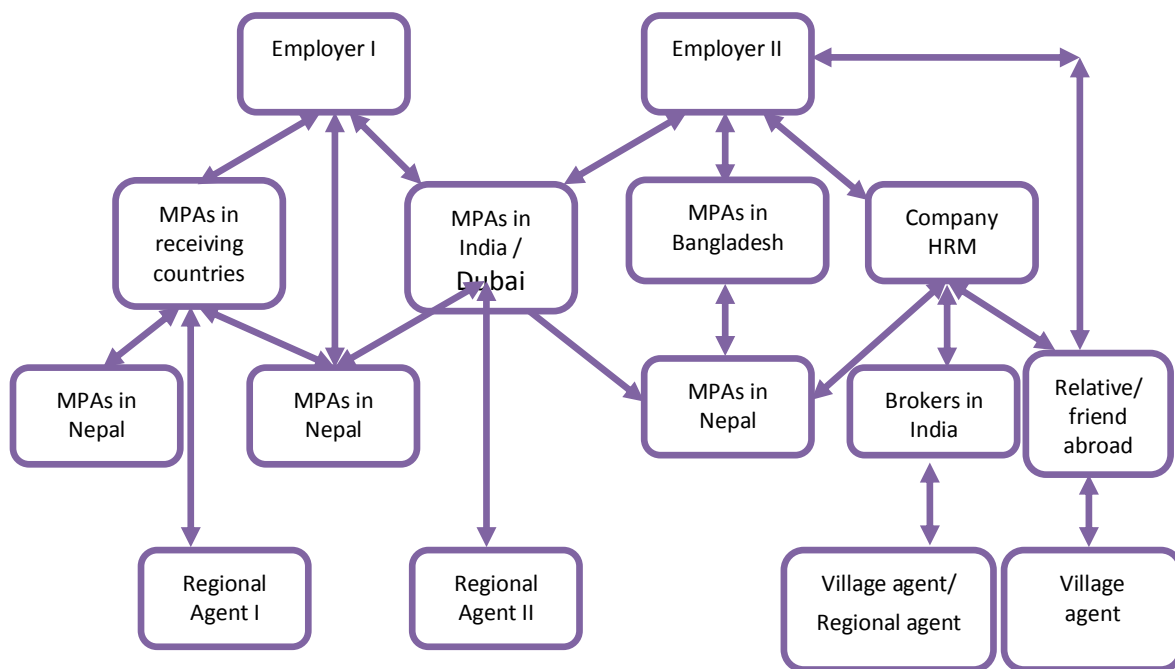 Employer I
Employer II
MPAs in
receiving
countries
MPAs in
India /
Dubai
MPAs in
Bangladesh
Company
HRM
MPAs in
Nepal
MPAs in
Nepal
MPAs in
Nepal
Brokers in
India
Relative/
friend
abroad
Regional
Agent I
Regional
Agent II
Village agent/
Regional agent
Village
agent